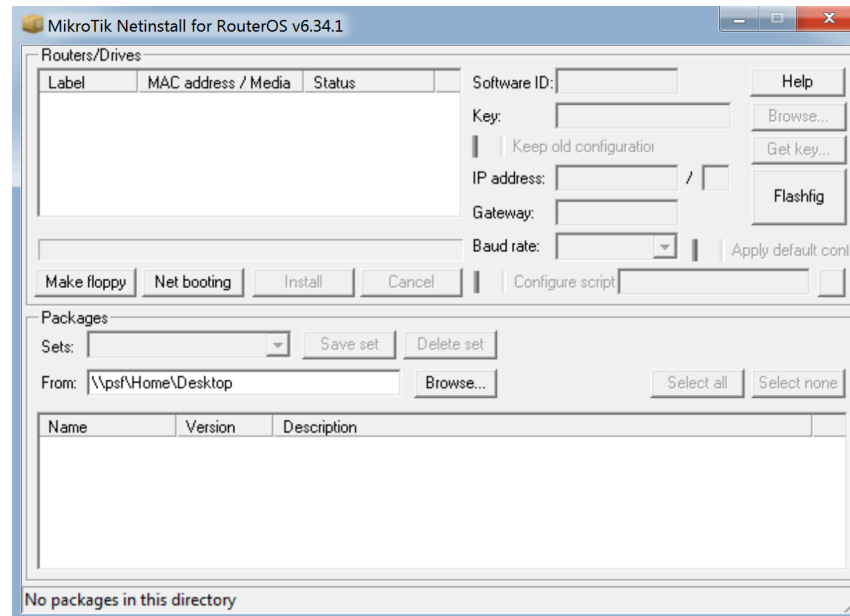 MikroTik Netinstall for RouterOS v6.34.1
Routers/Drives
Label MAC address / Media Status
Software ID:
Help
Key:
Browse...
Keep old configuration
Get key...
IP address: /
Flashfig
Gateway:
Baud rate:
Apply default con
Make floppy Net booting Install Cancel
Configure script
Packages
Sets:
Save set Delete set
From: \\psf\Home\Desktop Browse... Select all Select none
Name Version Description
No packages in this directory